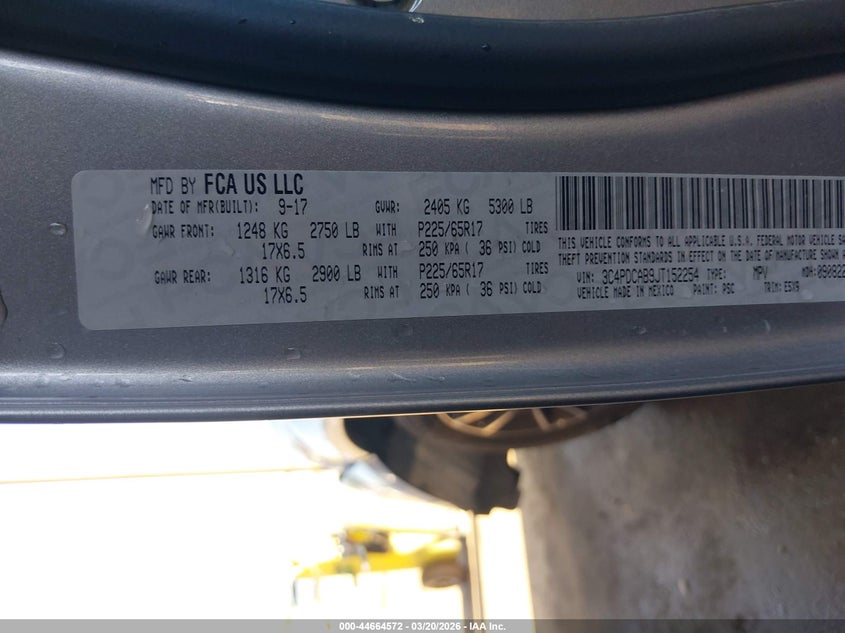 MFD BY FCA US LLC
DATE OF MFR(BUILT): 9-17 GVWR: 2405 KG 5300 LB
GAWR FRONT: 1248 KG 2750 LB WITH P225/65R17 TIRES
17X6.5 RIMS AT 250 KPA ( 36 PSI) COLD
GAWR REAR: 1316 KG 2900 LB WITH P225/65R17 TIRES
17X6.5 RIMS AT 250 KPA ( 36 PSI) COLD
THIS VEHICLE CONFORMS TO ALL APPLICABLE U.S.A. FEDERAL MOTOR VEHICLE SA
THEFT PREVENTION STANDARDS IN EFFECT ON THE DATE OF MANUFACTURE SHOWN
VIN: 3C4PDCAB9JT152254 TYPE: MPV MDH: 09082
VEHICLE MADE IN MEXICO PAINT: PSC TRIM: E5X9
000-44664572 | 03/20/2026 - IAA Inc.